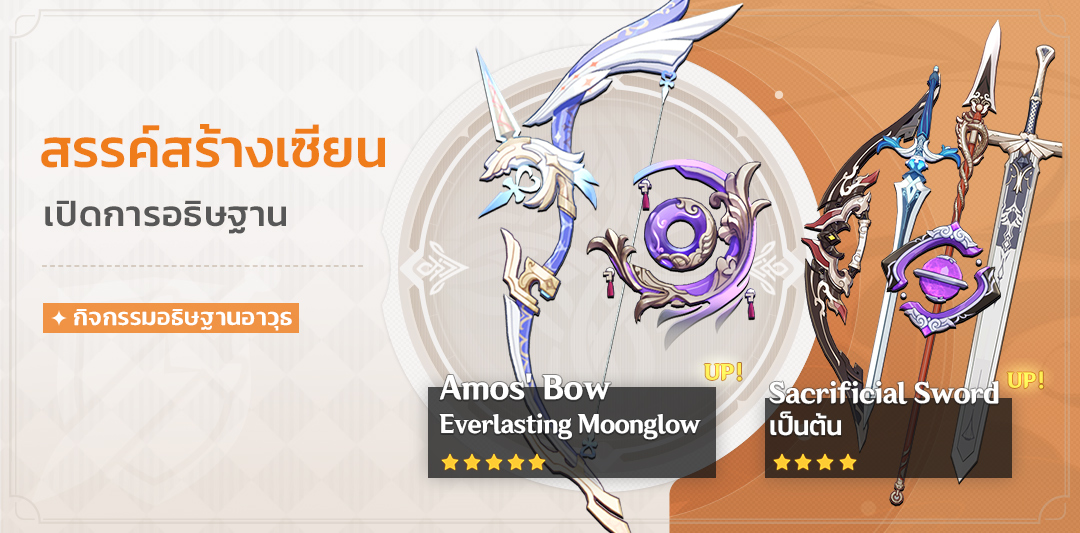 สรรค์สร้างเซียน
เปิดการอธิษฐาน
✦ กิจกรรมอธิษฐานอาวุธ
UP!
Amos' Bow
Everlasting Moonglow
UP!
Sacrificial Sword
เป็นต้น